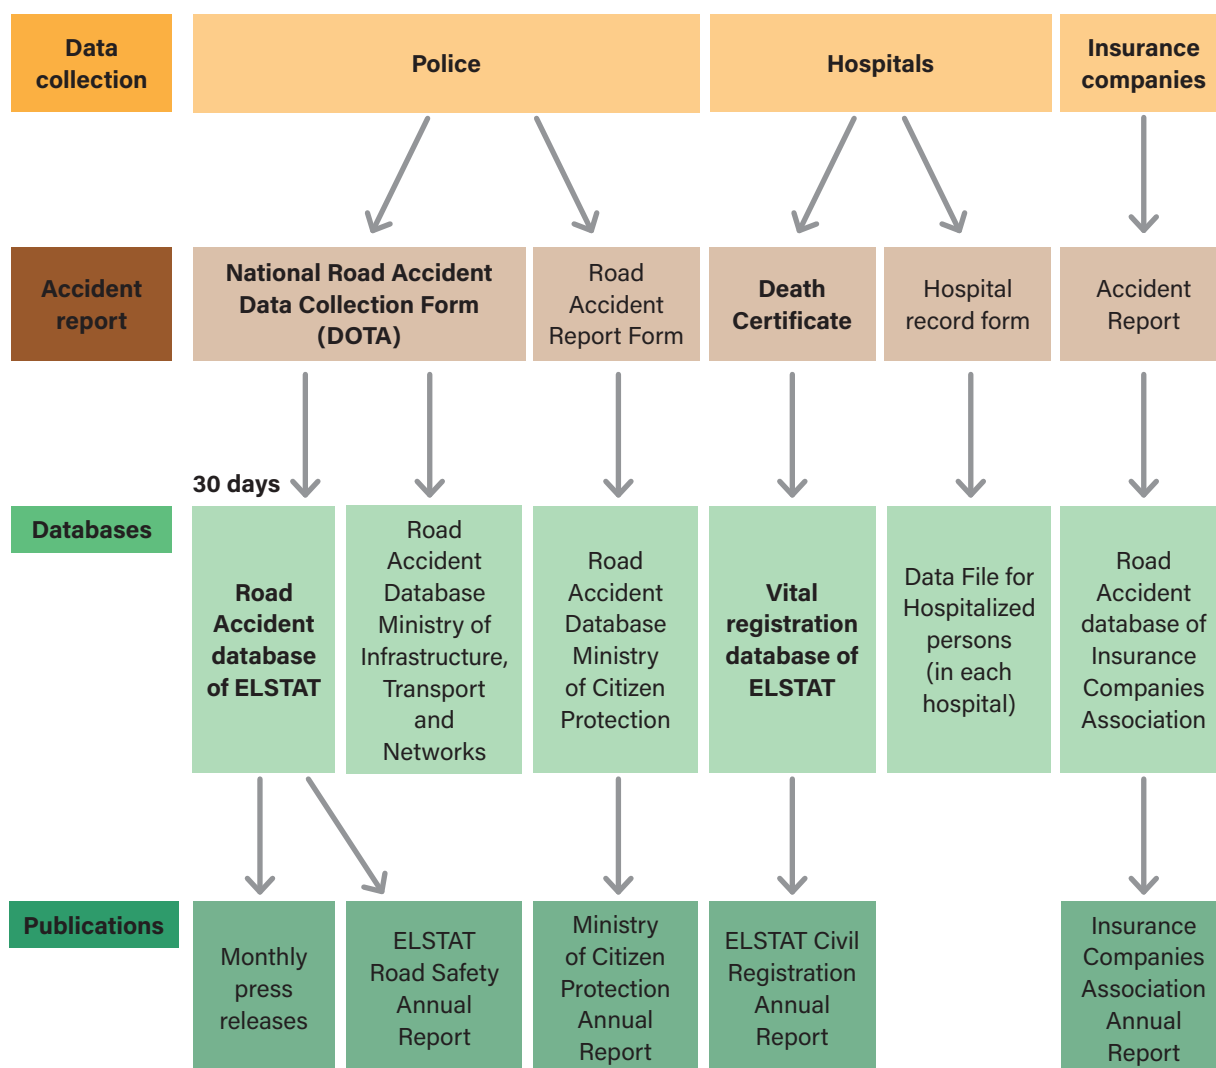 Data
collection
Police
Hospitals
Insurance
companies
Accident
report
National Road Accident
Data Collection Form
(DOTA)
Road
Accident
Report Form
Death
Certificate
Hospital
record form
Accident
Report
30 days
Databases
Road
Accident
database
of ELSTAT
Road
Accident
Database
Ministry of
Infrastructure,
Transport
and
Networks
Road
Accident
Database
Ministry
of Citizen
Protection
Vital
registration
database of
ELSTAT
Data File for
Hospitalized
persons
(in each
hospital)
Road
Accident
database of
Insurance
Companies
Association
Publications
Monthly
press
releases
ELSTAT
Road Safety
Annual
Report
Ministry
of Citizen
Protection
Annual
Report
ELSTAT Civil
Registration
Annual
Report
Insurance
Companies
Association
Annual
Report